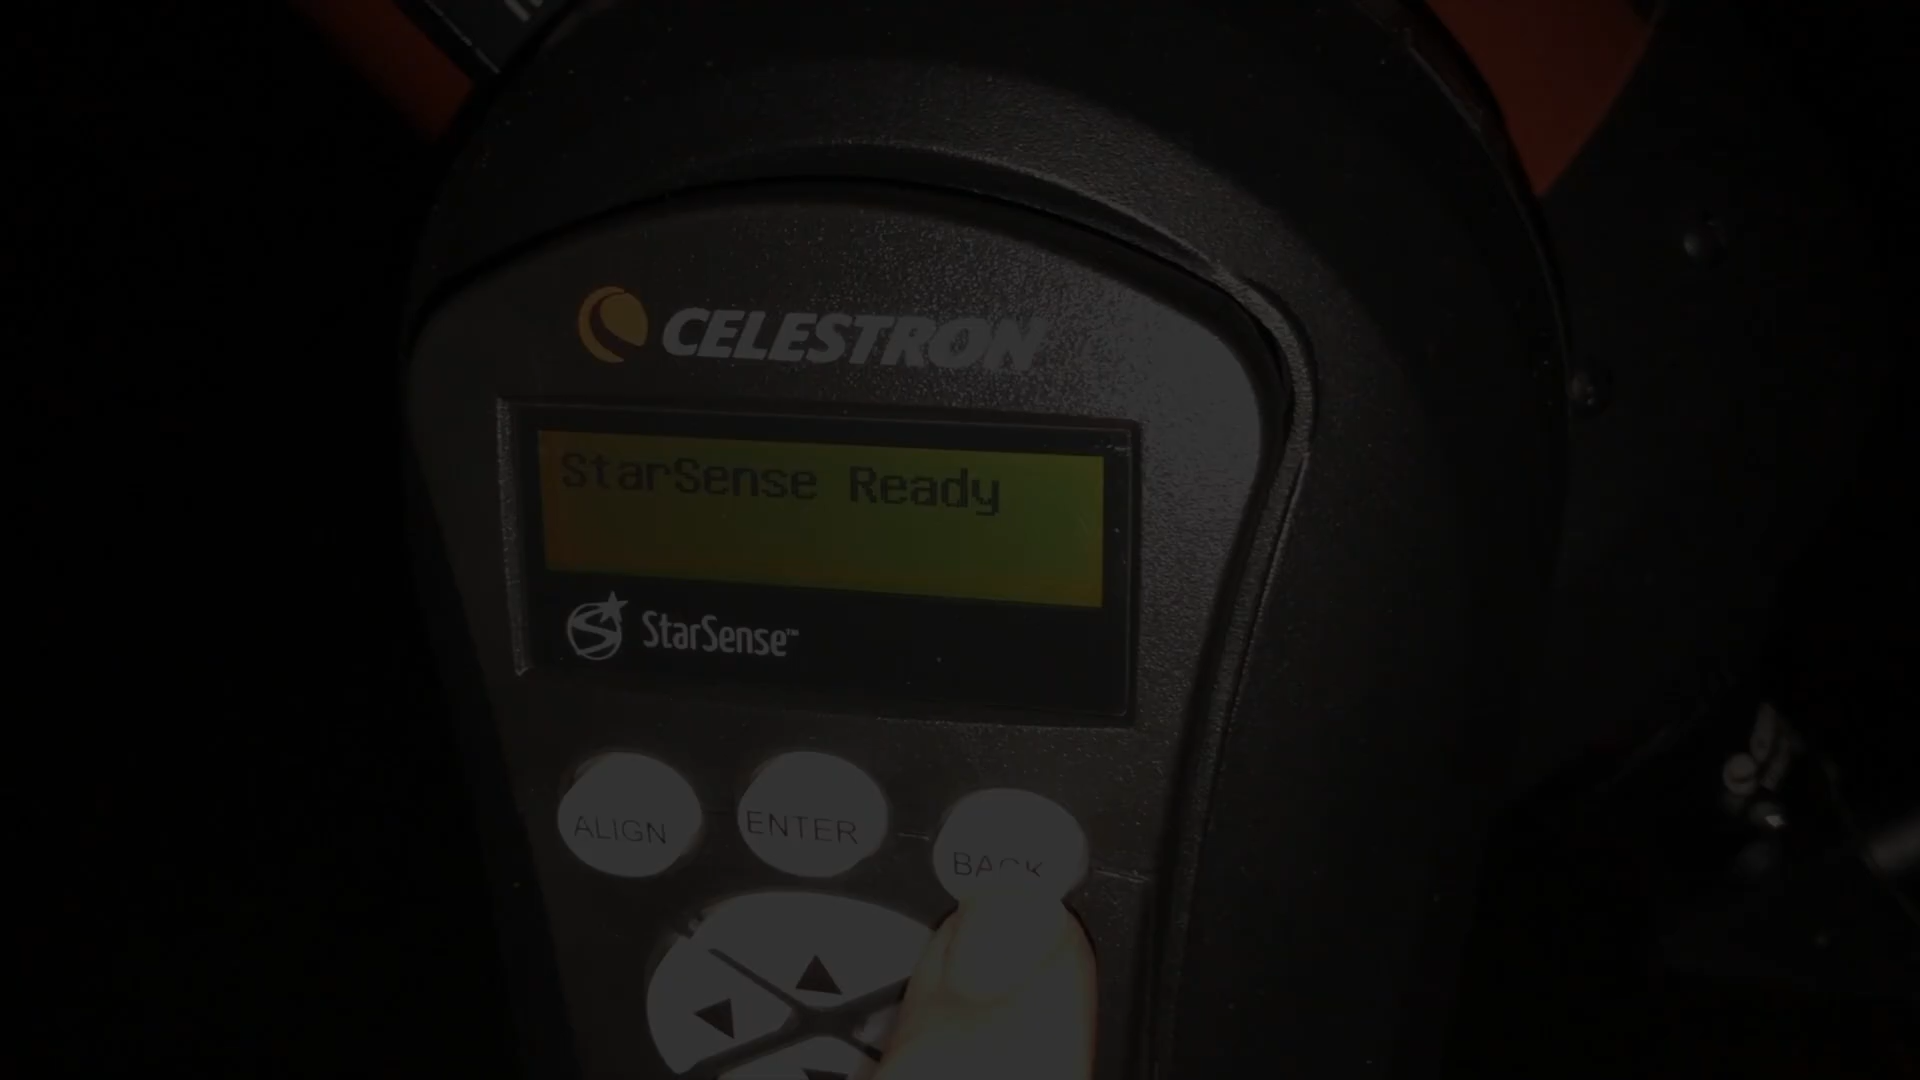 CELESTRON
StarSense Ready
StarSense™
ALIGN
ENTER
BACK